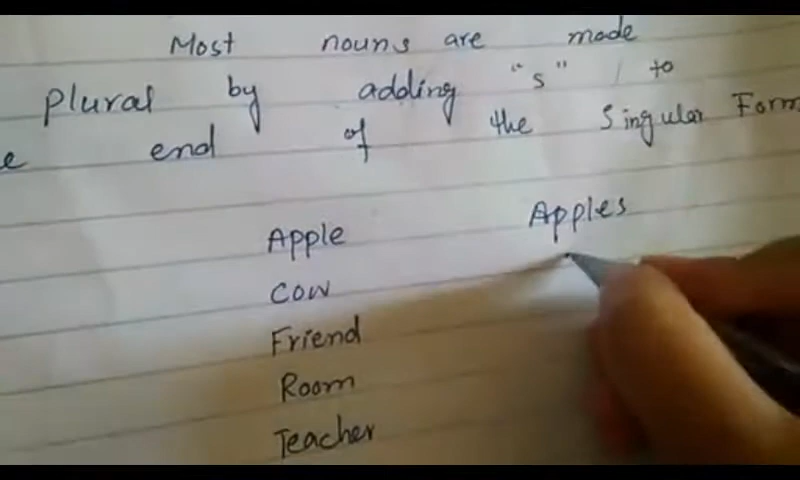 Most nouns are made
Plural by adding "s" to
end of the Singular Form
Apple Apples
Cow
Friend
Room
Teacher